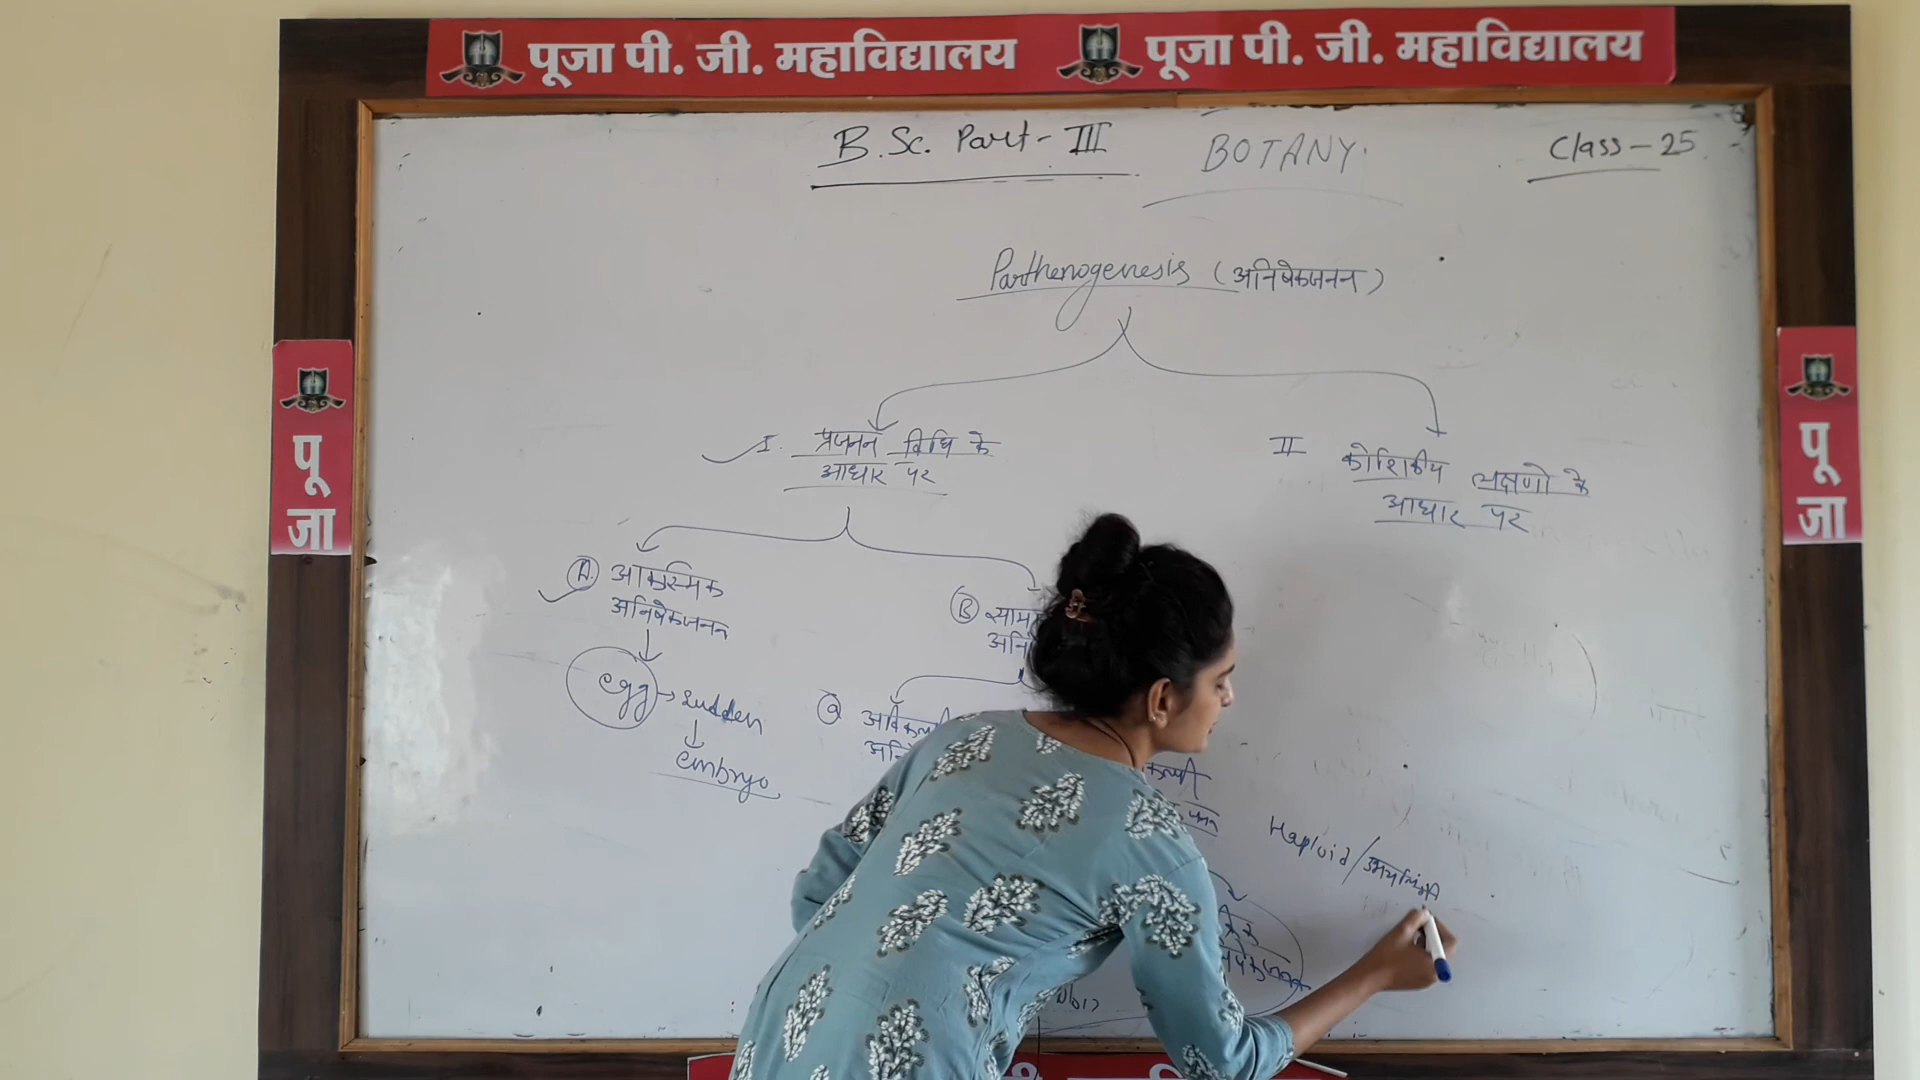 पूजा पी. जी. महाविद्यालय पूजा पी. जी. महाविद्यालय
B.Sc. Part-III BOTANY. Class-25
Parthenogenesis (अनिषेकजनन)
I. प्रजनन विधि के
आधार पर
II कोशिकीय लक्षणो के
आधार पर
A. आकस्मिक
अनिषेकजनन
egg → sudden
embryo
B
a
Haploid/
पू
जा
पू
जा